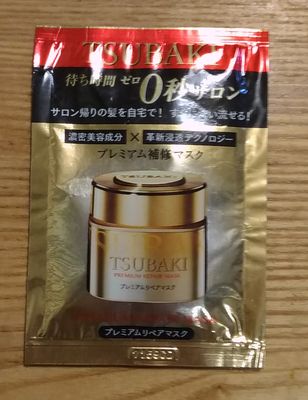 TSUBAKI
待ち時間 ゼロ 0秒サロン
サロン帰りの髪を自宅で!
濃密美容成分 × 革新浸透テクノロジー
プレミアム補修マスク
TSUBAKI
TSUBAKI
PREMIUM REPAIR MASK
プレミアムリペアマスク
プレミアムリペアマスク